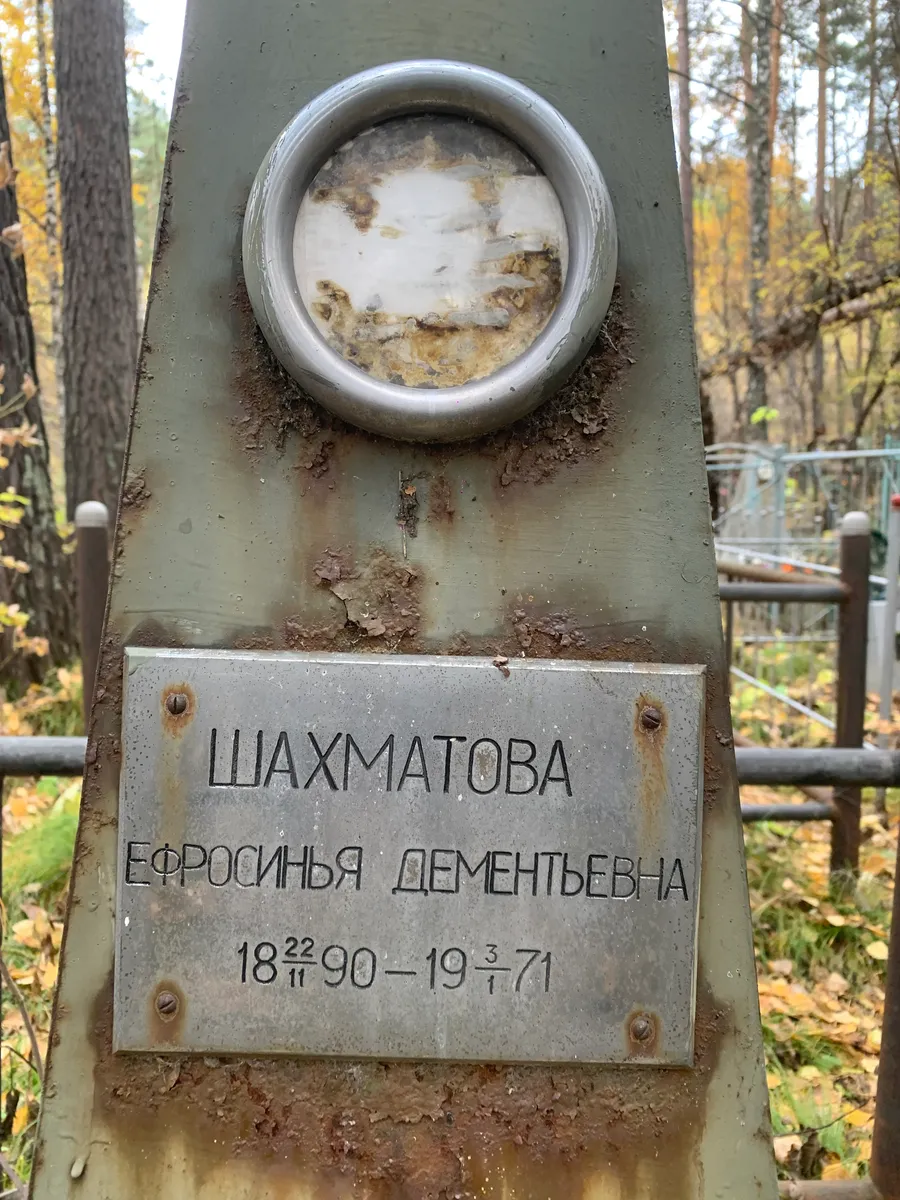 ШАХМАТОВА
ЕФРОСИНЬЯ ДЕМЕНТЬЕВНА
18 22/11 90 — 19 3/1 71